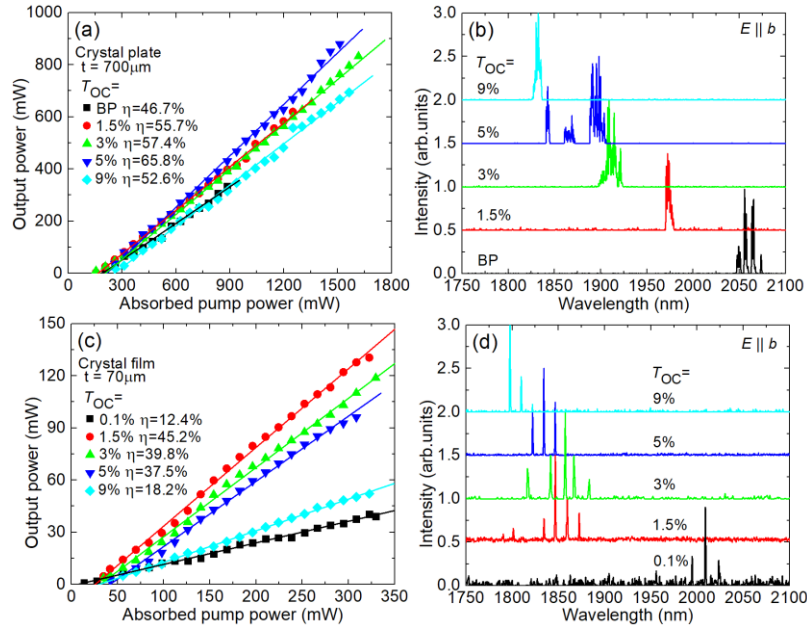 (a)
Crystal plate
t = 700μm
TOC=
BP η=46.7%
1.5% η=55.7%
3% η=57.4%
5% η=65.8%
9% η=52.6%
1000
800
600
400
200
0
0 300 600 900 1200 1500 1800
Output power (mW)
Absorbed pump power (mW)
(b)
E || b
TOC=
9%
5%
3%
1.5%
BP
3.0
2.5
2.0
1.5
1.0
0.5
0.0
1750 1800 1850 1900 1950 2000 2050 2100
Intensity (arb.units)
Wavelength (nm)
(c)
Crystal film
t = 70μm
TOC=
0.1% η=12.4%
1.5% η=45.2%
3% η=39.8%
5% η=37.5%
9% η=18.2%
150
120
90
60
30
0
0 50 100 150 200 250 300 350
Output power (mW)
Absorbed pump power (mW)
(d)
E || b
TOC=
9%
5%
3%
1.5%
0.1%
3.0
2.5
2.0
1.5
1.0
0.5
0.0
1750 1800 1850 1900 1950 2000 2050 2100
Intensity (arb.units)
Wavelength (nm)